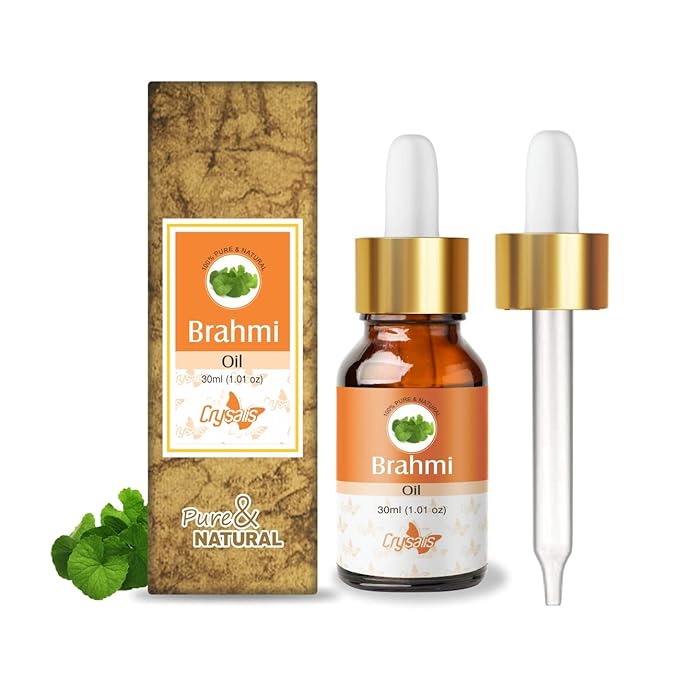 100% PURE & NATURAL
Brahmi
Oil
30ml (1.01 oz)
Crysalis
Pure&
NATURAL
100% PURE & NATURAL
Brahmi
Oil
30ml (1.01 oz)
Crysalis